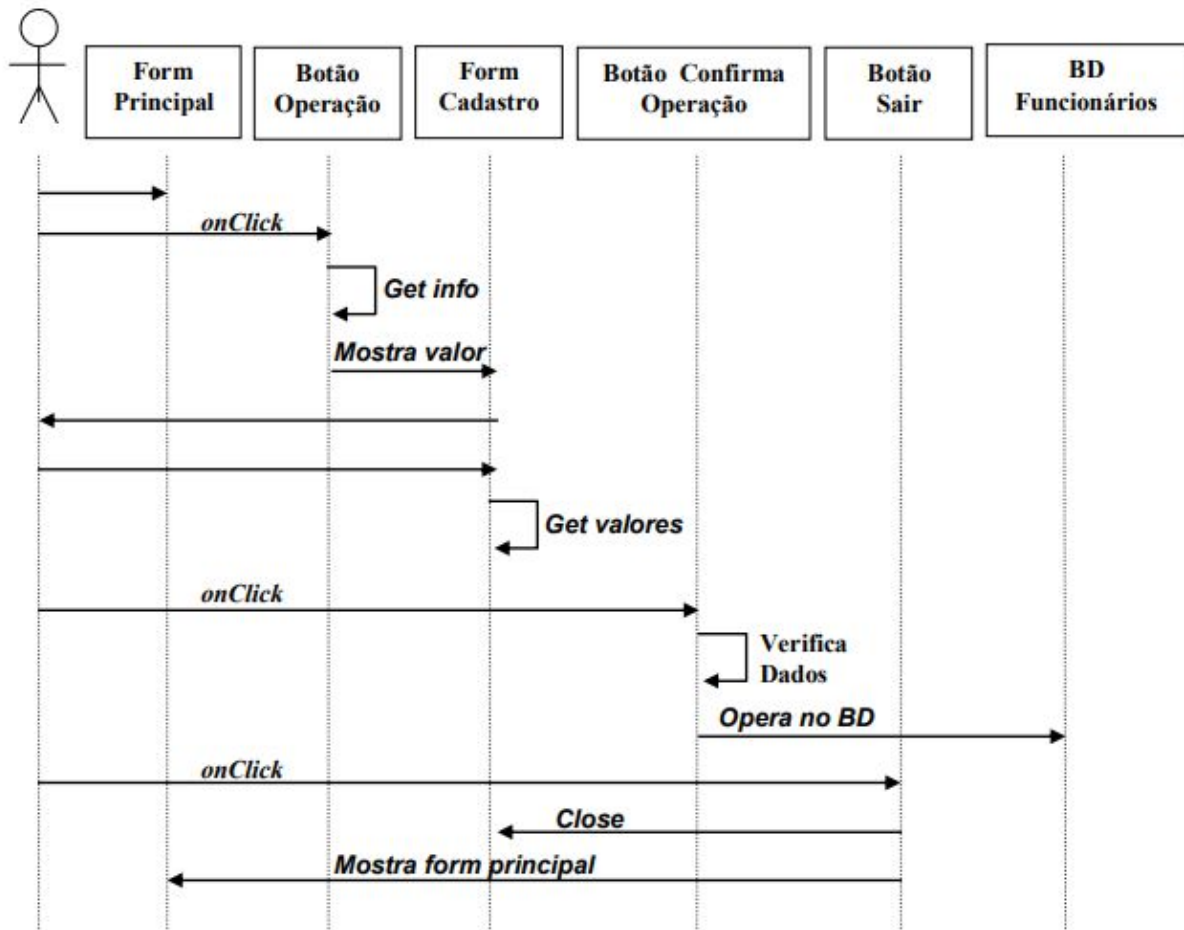 Form
Principal
Botão
Operação
Form
Cadastro
Botão Confirma
Operação
Botão
Sair
BD
Funcionários
onClick
Get info
Mostra valor
Get valores
onClick
Verifica
Dados
Opera no BD
onClick
Close
Mostra form principal